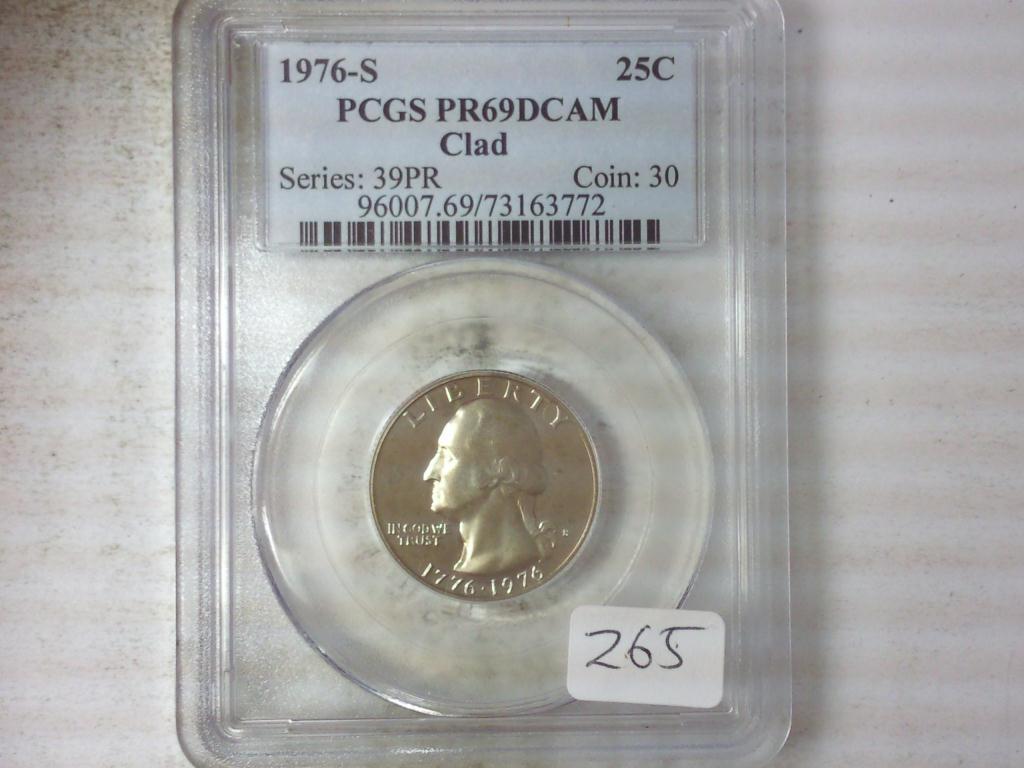 1976-S 25C
PCGS PR69DCAM
Clad
Series: 39PR Coin: 30
96007.69/73163772
LIBERTY
IN GOD WE
TRUST
1776·1976
265